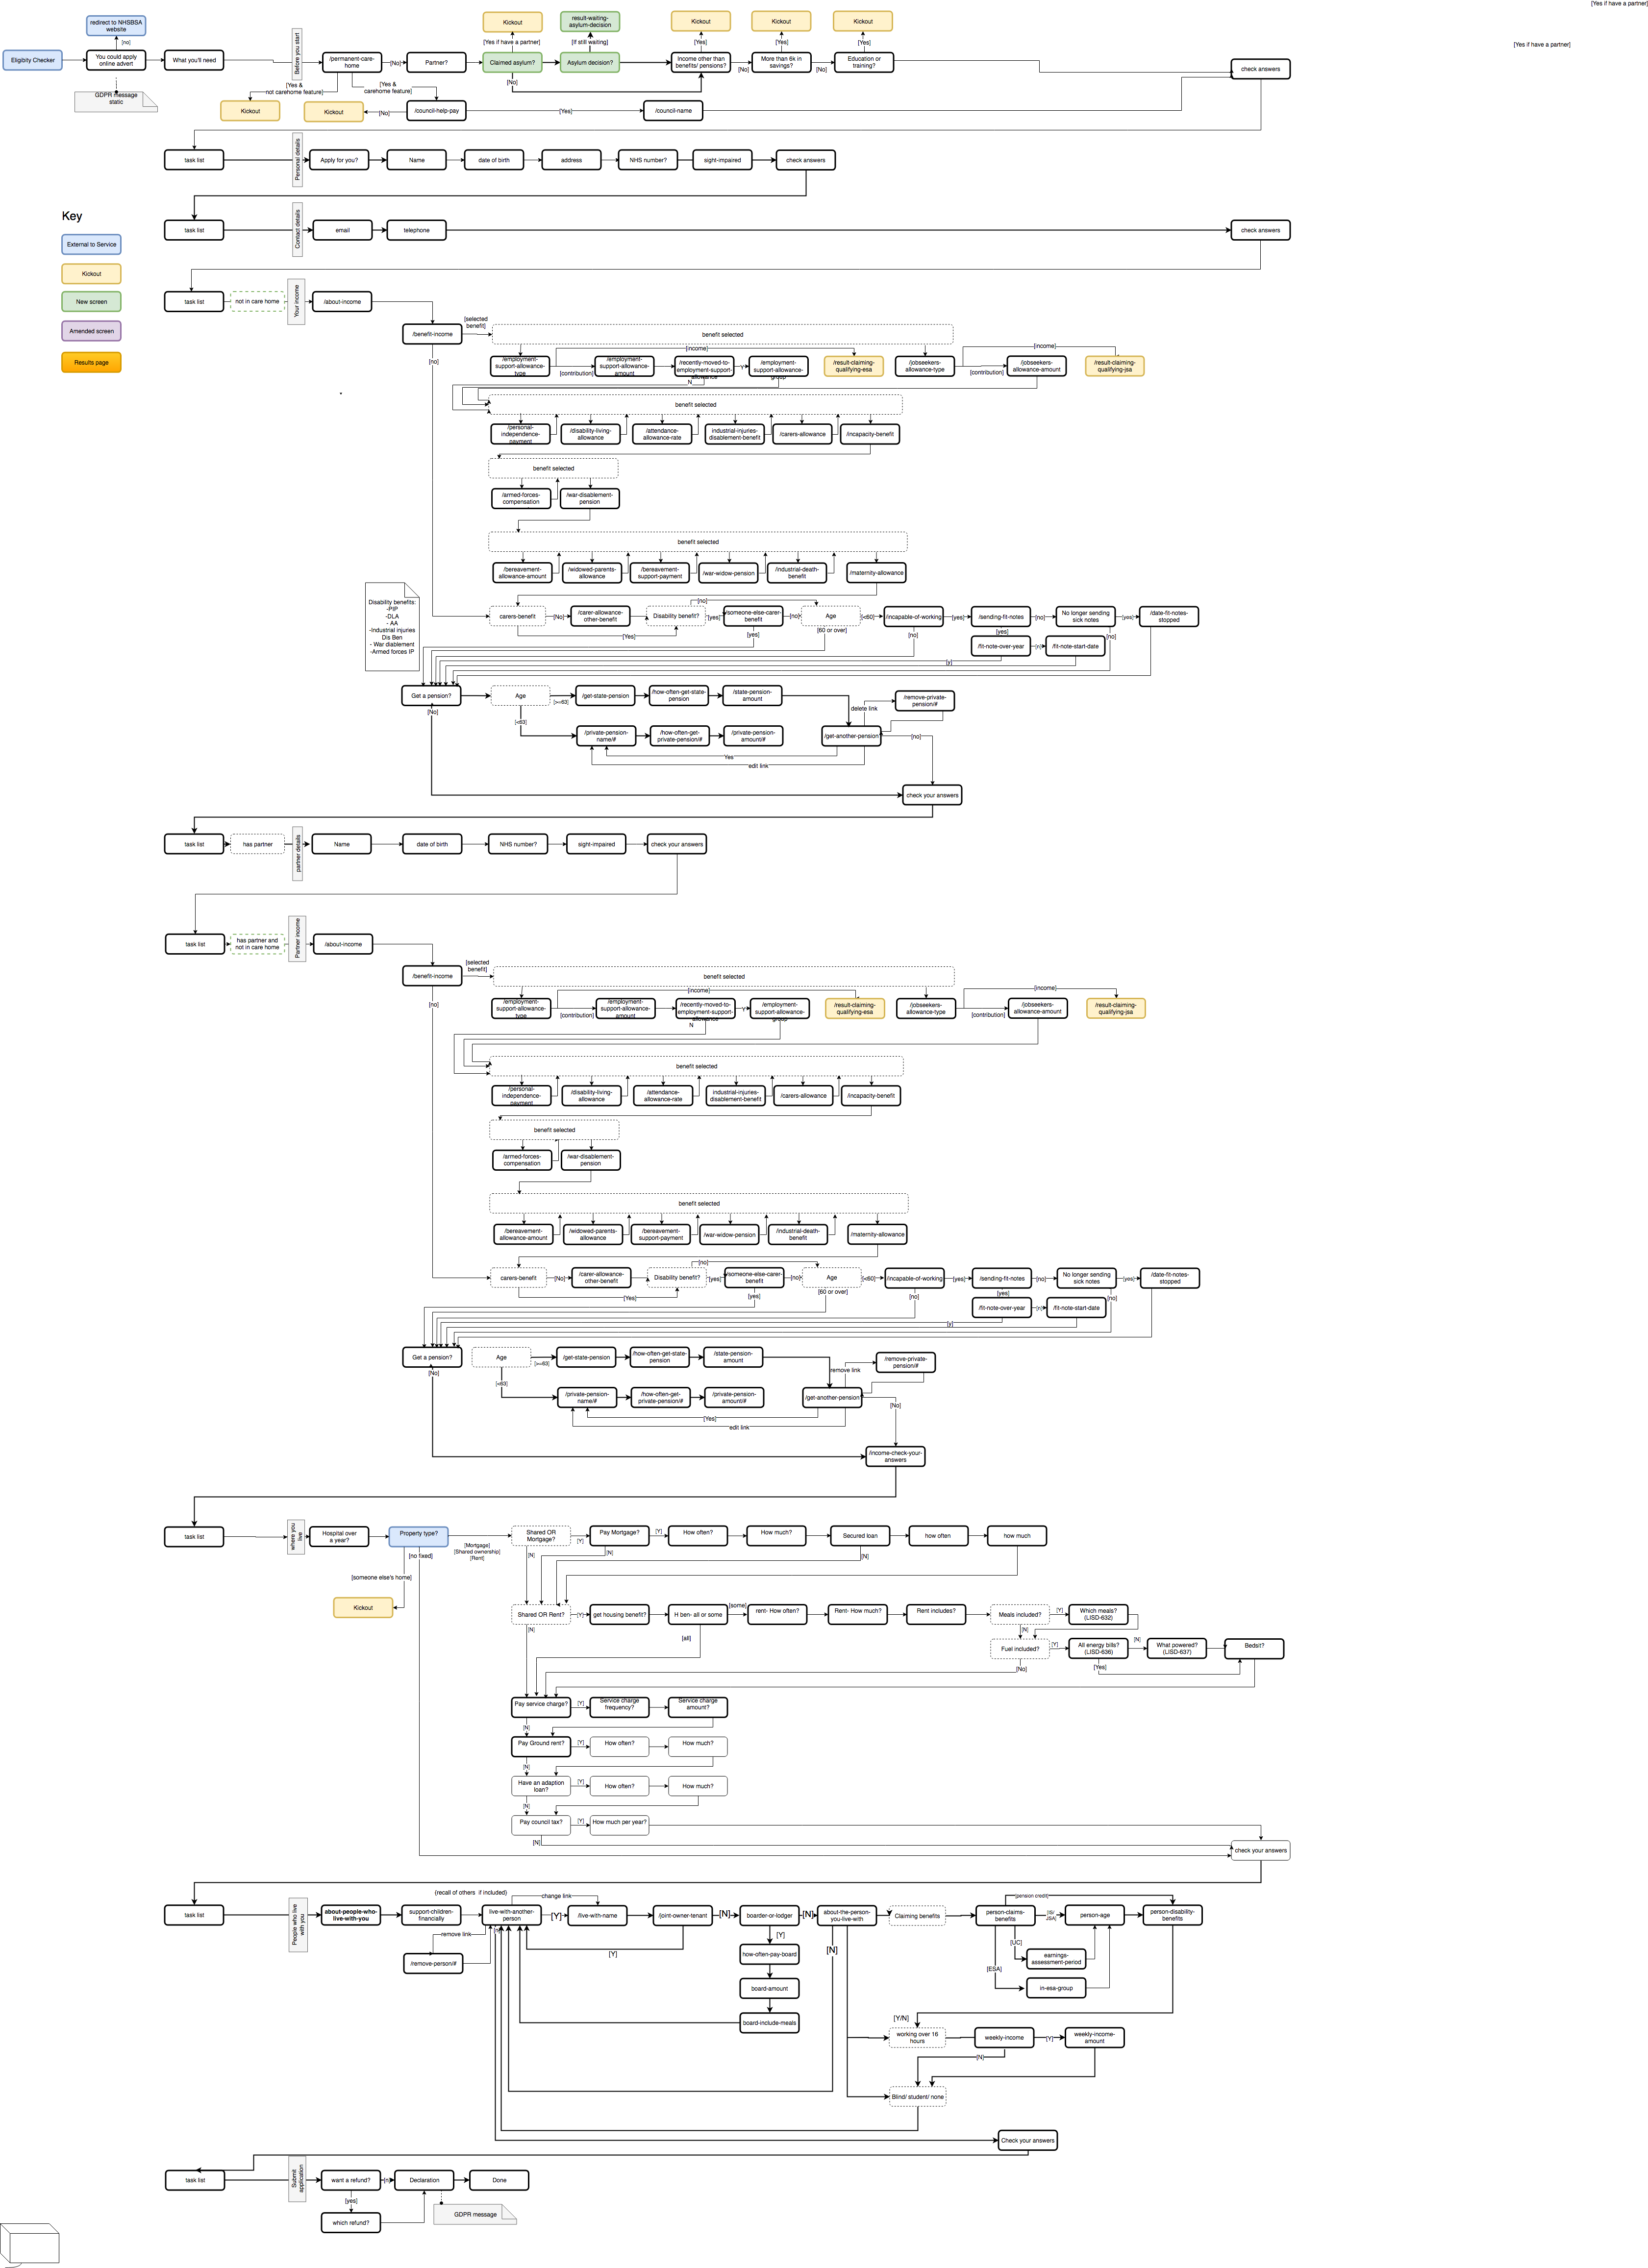 [Yes if have a partner]
redirect to NHSBSA
website
[no]
Eligibity Checker
You could apply
online advert
What you'll need
GDPR message
static
Before you start
/permanent-care-
home
[No]
Partner?
[Yes &
not carehome feature]
[Yes &
carehome feature]
Kickout
Kickout
[No]
/council-help-pay
[Yes]
/council-name
Kickout
[Yes if have a partner]
Claimed asylum?
[No]
result-waiting-
asylum-decision
[If still waiting]
Asylum decision?
Kickout
[Yes]
Income other than
benefits/ pensions?
[No]
Kickout
[Yes]
More than 6k in
savings?
[No]
Kickout
[Yes]
Education or
training?
check answers
[Yes if have a partner]
task list
Personal details
Apply for you?
Name
date of birth
address
NHS number?
sight-impaired
check answers
Key
External to Service
Kickout
New screen
Amended screen
Results page
task list
Contact details
email
telephone
check answers
task list
not in care home
Your income
/about-income
/benefit-income
[selected
benefit]
[no]
benefit selected
[income]
/employment-
support-allowance-
type
[contribution]
/employment-
support-allowance-
amount
/recently-moved-to-
employment-support-
allowance
Y
N
/employment-
support-allowance-
group
/result-claiming-
qualifying-esa
/jobseekers-
allowance-type
[income]
[contribution]
/jobseekers-
allowance-amount
/result-claiming-
qualifying-jsa
benefit selected
/personal-
independence-
payment
/disability-living-
allowance
/attendance-
allowance-rate
industrial-injuries-
disablement-benefit
/carers-allowance
/incapacity-benefit
benefit selected
/armed-forces-
compensation
/war-disablement-
pension
benefit selected
/bereavement-
allowance-amount
/widowed-parents-
allowance
/bereavement-
support-payment
/war-widow-pension
/industrial-death-
benefit
/maternity-allowance
Disability benefits:
-PIP
-DLA
- AA
-Industrial injuries
Dis Ben
- War diablement
-Armed forces IP
carers-benefit
[No]
[Yes]
/carer-allowance-
other-benefit
Disability benefit?
[no]
[yes]
/someone-else-carer-
benefit
[no]
[yes]
Age
[60 or over]
[<60]
/incapable-of-working
[yes]
[no]
/sending-fit-notes
[no]
[yes]
No longer sending
sick notes
[yes]
[no]
/date-fit-notes-
stopped
/fit-note-over-year
[n]
/fit-note-start-date
[y]
Get a pension?
[No]
Age
[>=63]
[<63]
/get-state-pension
/how-often-get-state-
pension
/state-pension-
amount
delete link
/remove-private-
pension/#
/private-pension-
name/#
/how-often-get-
private-pension/#
/private-pension-
amount/#
/get-another-pension
[no]
Yes
edit link
check your answers
task list
has partner
partner details
Name
date of birth
NHS number?
sight-impaired
check your answers
task list
has partner and
not in care home
Partner income
/about-income
/benefit-income
[selected
benefit]
[no]
benefit selected
[income]
/employment-
support-allowance-
type
[contribution]
/employment-
support-allowance-
amount
/recently-moved-to-
employment-support-
allowance
Y
N
/employment-
support-allowance-
group
/result-claiming-
qualifying-esa
/jobseekers-
allowance-type
[income]
[contribution]
/jobseekers-
allowance-amount
/result-claiming-
qualifying-jsa
benefit selected
/personal-
independence-
payment
/disability-living-
allowance
/attendance-
allowance-rate
industrial-injuries-
disablement-benefit
/carers-allowance
/incapacity-benefit
benefit selected
/armed-forces-
compensation
/war-disablement-
pension
benefit selected
/bereavement-
allowance-amount
/widowed-parents-
allowance
/bereavement-
support-payment
/war-widow-pension
/industrial-death-
benefit
/maternity-allowance
carers-benefit
[No]
[Yes]
/carer-allowance-
other-benefit
Disability benefit?
[no]
[yes]
/someone-else-carer-
benefit
[no]
[yes]
Age
[60 or over]
[<60]
/incapable-of-working
[yes]
[no]
/sending-fit-notes
[no]
[yes]
No longer sending
sick notes
[yes]
[no]
/date-fit-notes-
stopped
/fit-note-over-year
[n]
/fit-note-start-date
[y]
Get a pension?
[No]
Age
[>=63]
[<63]
/get-state-pension
/how-often-get-state-
pension
/state-pension-
amount
remove link
/remove-private-
pension/#
/private-pension-
name/#
/how-often-get-
private-pension/#
/private-pension-
amount/#
/get-another-pension
[No]
[Yes]
edit link
/income-check-your-
answers
task list
where you
live
Hospital over
a year?
Property type?
[Mortgage]
[Shared ownership]
[Rent]
[no fixed]
[someone else's home]
Kickout
Shared OR
Mortgage?
[Y]
[N]
Pay Mortgage?
[Y]
[N]
How often?
How much?
Secured loan
[N]
how often
how much
Shared OR Rent?
[Y]
[N]
get housing benefit?
H ben- all or some
[some]
[all]
rent- How often?
Rent- How much?
Rent includes?
Meals included?
[Y]
[N]
Which meals?
(LISD-632)
Fuel included?
[Y]
[No]
All energy bills?
(LISD-636)
[N]
[Yes]
What powered?
(LISD-637)
Bedsit?
Pay service charge?
[Y]
[N]
Service charge
frequency?
Service charge
amount?
Pay Ground rent?
[Y]
[N]
How often?
How much?
Have an adaption
loan?
[Y]
[N]
How often?
How much?
Pay council tax?
[Y]
[N]
How much per year?
check your answers
task list
People who live
with you
about-people-who-
live-with-you
support-children-
financially
{recall of others  if included}
live-with-another-
person
change link
remove link
[n]
/remove-person/#
[Y]
/live-with-name
/joint-owner-tenant
[Y]
[N]
boarder-or-lodger
[Y]
[N]
how-often-pay-board
board-amount
board-include-meals
about-the-person-
you-live-with
[N]
Claiming benefits
person-claims-
benefits
[pension credit]
[IS/
JSA]
[UC]
[ESA]
earnings-
assessment-period
in-esa-group
person-age
person-disability-
benefits
[Y/N]
working over 16
hours
weekly-income
[Y]
[N]
weekly-income-
amount
Blind/ student/ none
Check your answers
task list
Submit
application
want a refund?
[n]
[yes]
which refund?
Declaration
Done
GDPR message